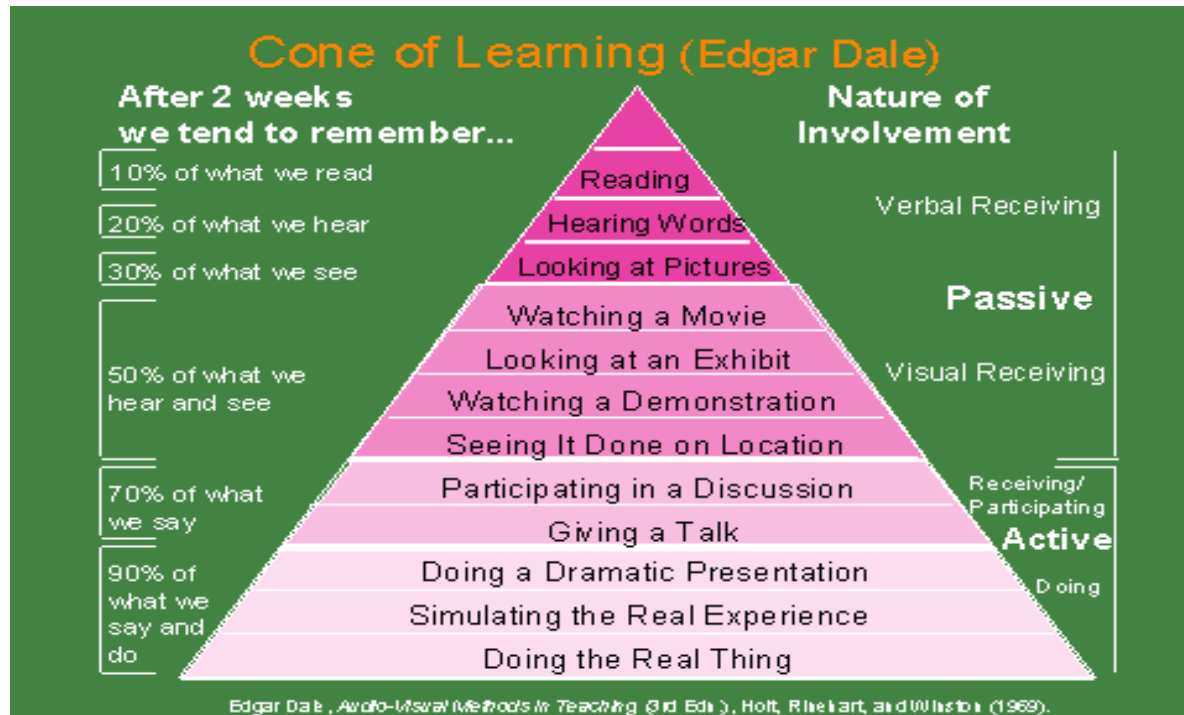 Cone of Learning (Edgar Dale)
After 2 weeks
we tend to remember...
Nature of
Involvement
10% of what we read
Reading
Verbal Receiving
20% of what we hear
Hearing Words
30% of what we see
Looking at Pictures
Passive
50% of what we
hear and see
Watching a Movie
Looking at an Exhibit
Watching a Demonstration
Seeing It Done on Location
Visual Receiving
70% of what
we say
Participating in a Discussion
Giving a Talk
Receiving/
Participating
Active
90% of
what we
say and
do
Doing a Dramatic Presentation
Simulating the Real Experience
Doing the Real Thing
Doing
Edgar Dale, Audio-Visual Methods in Teaching (3rd Edn.), Holt, Rinehart, and Winston (1969).